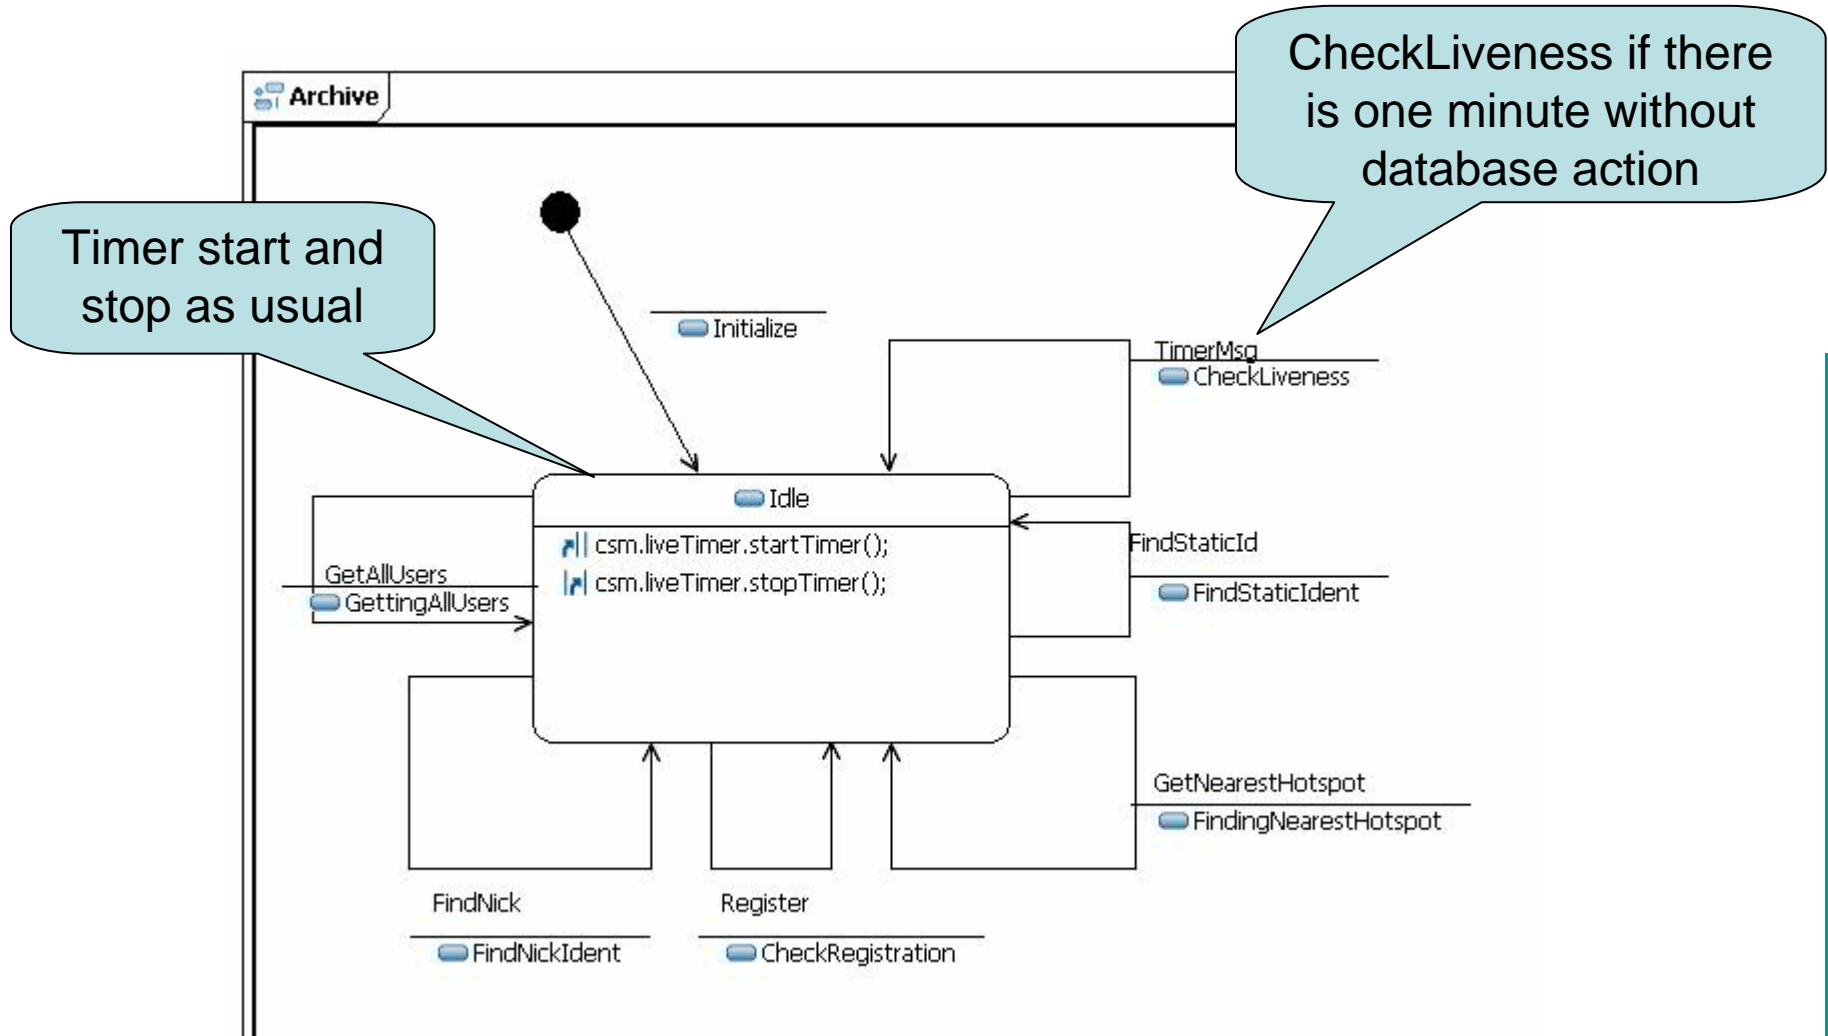 CheckLiveness if there
is one minute without
database action
Archive
Timer start and
stop as usual
Initialize
TimerMsg
CheckLiveness
Idle
csm.liveTimer.startTimer();
csm.liveTimer.stopTimer();
FindStaticId
FindStaticIdent
GetAllUsers
GettingAllUsers
GetNearestHotspot
FindingNearestHotspot
FindNick
FindNickIdent
Register
CheckRegistration